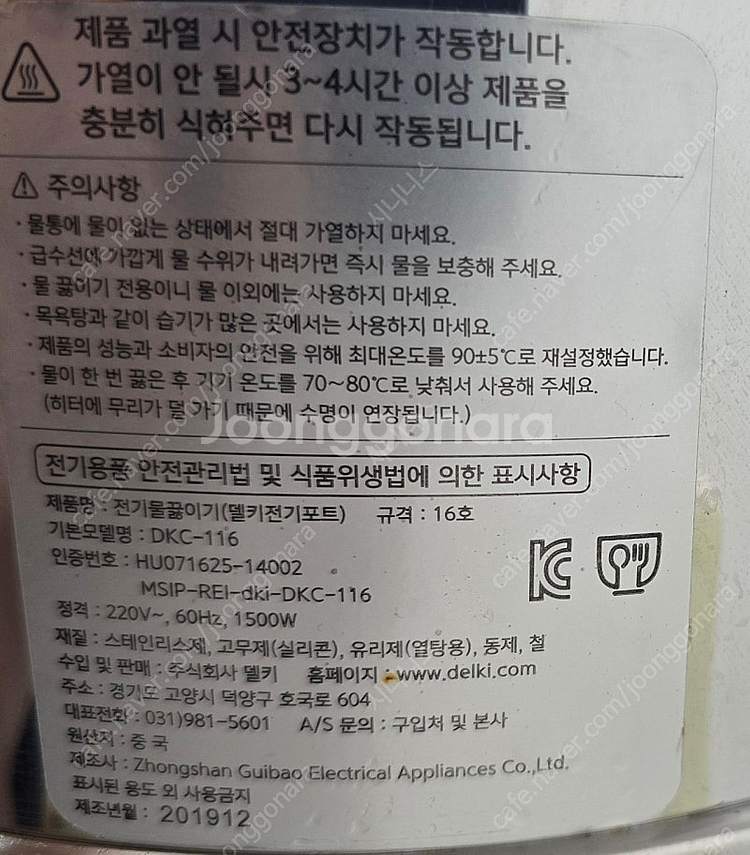 제품 과열 시 안전장치가 작동합니다.
가열이 안 될시 3~4시간 이상 제품을
충분히 식혀주면 다시 작동됩니다.
주의사항
· 물통에 물이 없는 상태에서 절대 가열하지 마세요.
· 급수선에 가깝게 물 수위가 내려가면 즉시 물을 보충해 주세요.
· 물 끓이기 전용이니 물 이외에는 사용하지 마세요.
· 목욕탕과 같이 습기가 많은 곳에서는 사용하지 마세요.
· 제품의 성능과 소비자의 안전을 위해 최대온도를 90±5℃로 재설정했습니다.
· 물이 한 번 끓은 후 기기 온도를 70~80℃로 낮춰서 사용해 주세요.
(히터에 무리가 덜 가기 때문에 수명이 연장됩니다.)
Joonggonara
전기용품 안전관리법 및 식품위생법에 의한 표시사항
제품명 : 전기물끓이기(델키전기포트) 규격 : 16호
기본모델명 : DKC-116
인증번호 : HU071625-14002
MSIP-REI-dki-DKC-116
정격 : 220V~, 60Hz, 1500W
재질 : 스테인리스제, 고무제(실리콘), 유리제(열탕용), 동제, 철
수입 및 판매 : 주식회사 델키 홈페이지 : www.delki.com
주소 : 경기도 고양시 덕양구 호국로 604
대표전화 : 031)981-5601 A/S 문의 : 구입처 및 본사
원산지 : 중국
제조사 : Zhongshan Guibao Electrical Appliances Co.,Ltd.
표시된 용도 외 사용금지
제조년월 : 201912
cafe.naver.com/joonggonara
시니니스